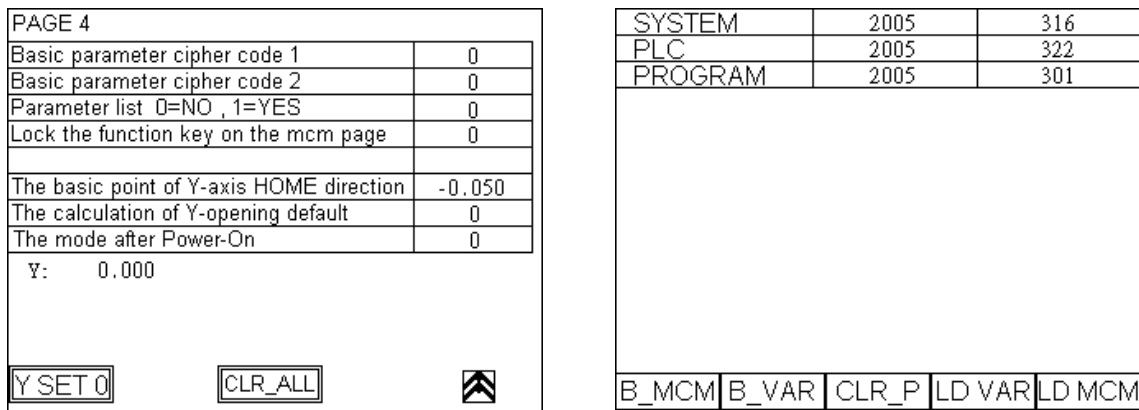 PAGE 4
Basic parameter cipher code 1 0
Basic parameter cipher code 2 0
Parameter list 0=NO , 1=YES 0
Lock the function key on the mcm page 0
The basic point of Y-axis HOME direction -0.050
The calculation of Y-opening default 0
The mode after Power-On 0
Y: 0.000
Y SET 0 CLR_ALL
SYSTEM 2005 316
PLC 2005 322
PROGRAM 2005 301
B_MCM B_VAR CLR_P LD VAR LD MCM